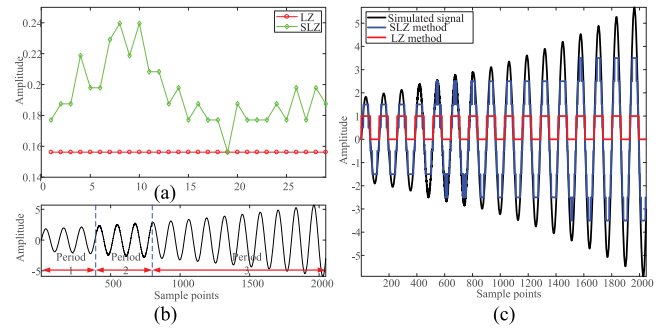 0.24
0.22
0.2
0.18
0.16
0.14
Amplitude
LZ
SLZ
0 5 10 15 20 25
(a)
5
0
-5
Amplitude
Period
1
Period
2
Period
3
500 1000 1500 2000
Sample points
(b)
5
4
3
2
1
0
-1
-2
-3
-4
-5
Amplitude
Simulated signal
SLZ method
LZ method
200 400 600 800 1000 1200 1400 1600 1800 2000
Sample points
(c)